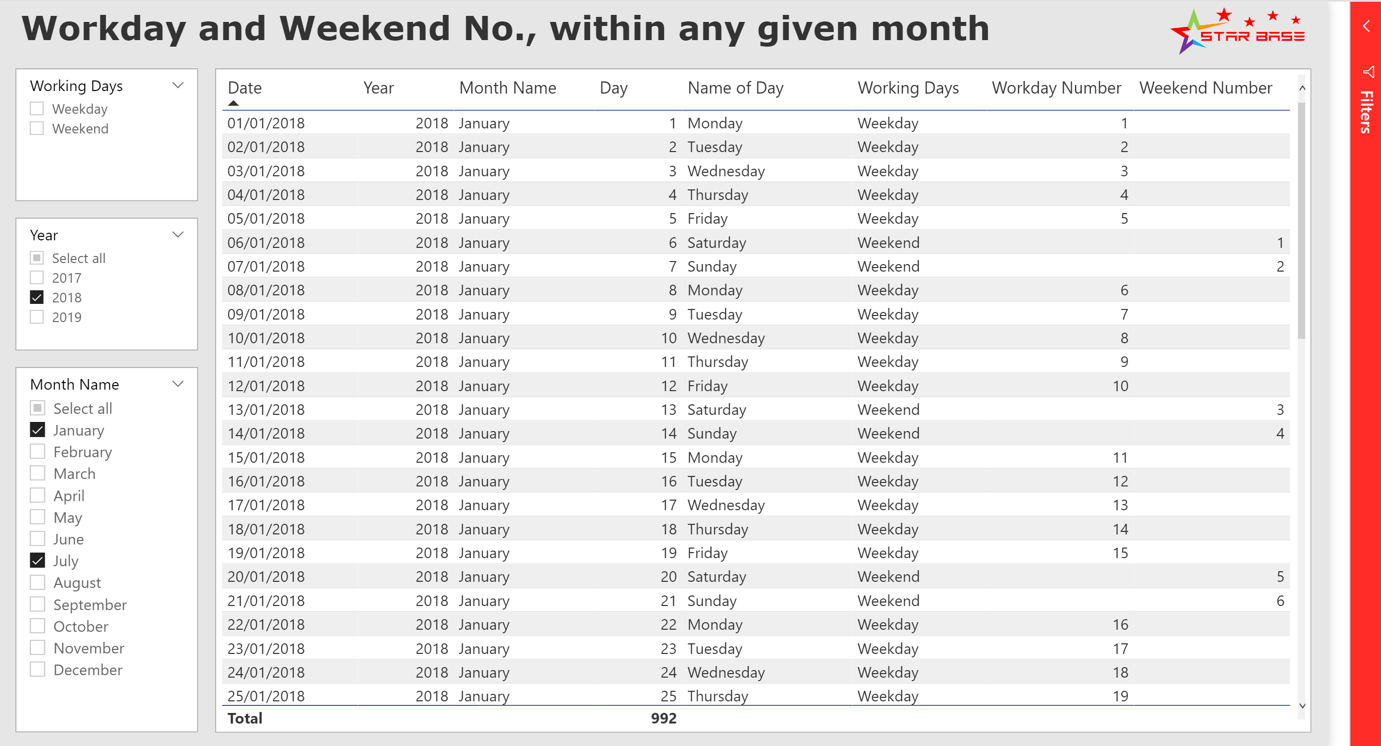 Workday and Weekend No., within any given month
STAR BASE
Filters
Working Days
Weekday
Weekend
Year
Select all
2017
2018
2019
Month Name
Select all
January
February
March
April
May
June
July
August
September
October
November
December
Date Year Month Name Day Name of Day Working Days Workday Number Weekend Number
01/01/2018 2018 January 1 Monday Weekday 1
02/01/2018 2018 January 2 Tuesday Weekday 2
03/01/2018 2018 January 3 Wednesday Weekday 3
04/01/2018 2018 January 4 Thursday Weekday 4
05/01/2018 2018 January 5 Friday Weekday 5
06/01/2018 2018 January 6 Saturday Weekend 1
07/01/2018 2018 January 7 Sunday Weekend 2
08/01/2018 2018 January 8 Monday Weekday 6
09/01/2018 2018 January 9 Tuesday Weekday 7
10/01/2018 2018 January 10 Wednesday Weekday 8
11/01/2018 2018 January 11 Thursday Weekday 9
12/01/2018 2018 January 12 Friday Weekday 10
13/01/2018 2018 January 13 Saturday Weekend 3
14/01/2018 2018 January 14 Sunday Weekend 4
15/01/2018 2018 January 15 Monday Weekday 11
16/01/2018 2018 January 16 Tuesday Weekday 12
17/01/2018 2018 January 17 Wednesday Weekday 13
18/01/2018 2018 January 18 Thursday Weekday 14
19/01/2018 2018 January 19 Friday Weekday 15
20/01/2018 2018 January 20 Saturday Weekend 5
21/01/2018 2018 January 21 Sunday Weekend 6
22/01/2018 2018 January 22 Monday Weekday 16
23/01/2018 2018 January 23 Tuesday Weekday 17
24/01/2018 2018 January 24 Wednesday Weekday 18
25/01/2018 2018 January 25 Thursday Weekday 19
Total 992